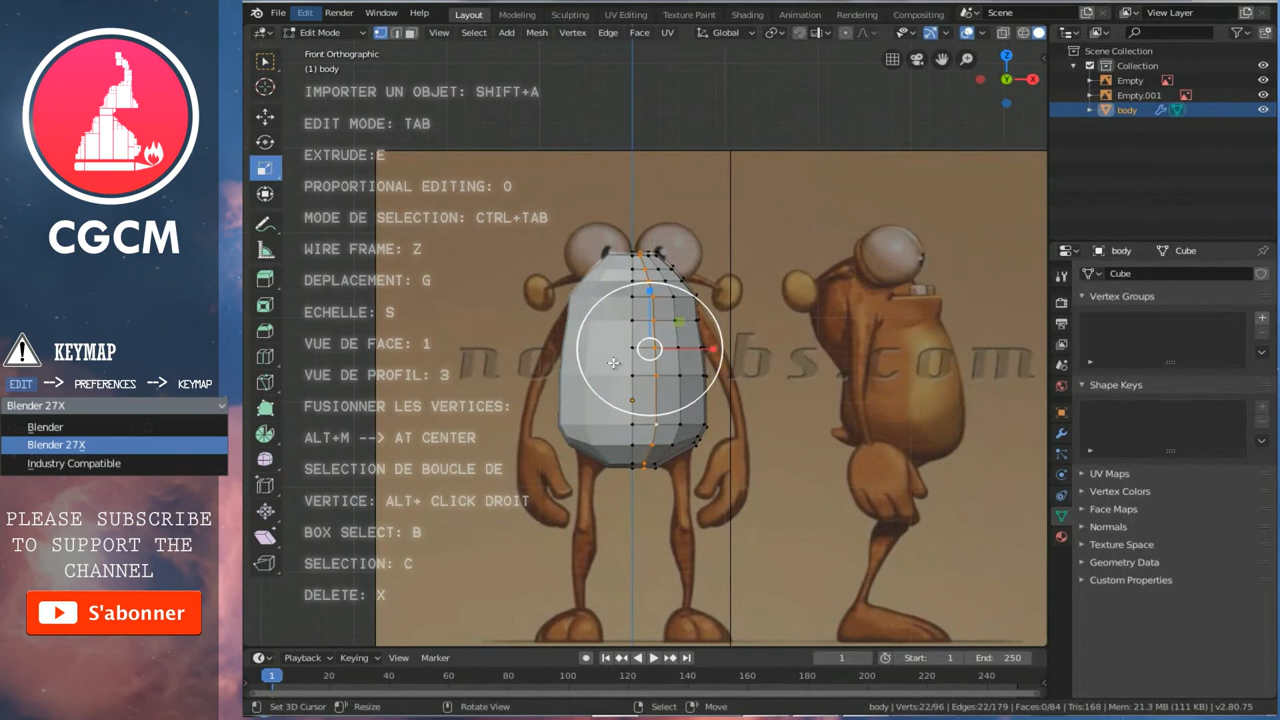 CGCM
KEYMAP
EDIT --> PREFERENCES --> KEYMAP
Blender 27X
Blender
Blender 27X
Industry Compatible
PLEASE SUBSCRIBE
TO SUPPORT THE
CHANNEL
S'abonner
File Edit Render Window Help
Layout Modeling Sculpting UV Editing Texture Paint Shading Animation Rendering Compositing
Scene
View Layer
Edit Mode View Select Add Mesh Vertex Edge Face UV
Global
Front Orthographic
(1) body
IMPORTER UN OBJET: SHIFT+A
EDIT MODE: TAB
EXTRUDE:E
PROPORTIONAL EDITING: O
MODE DE SELECTION: CTRL+TAB
WIRE FRAME: Z
DEPLACEMENT: G
ECHELLE: S
VUE DE FACE: 1
VUE DE PROFIL: 3
FUSIONNER LES VERTICES:
ALT+M --> AT CENTER
SELECTION DE BOUCLE DE
VERTICE: ALT+ CLICK DROIT
BOX SELECT: B
SELECTION: C
DELETE: X
Z
X
Y
Scene Collection
Collection
Empty
Empty.001
body
body Cube
Cube
Vertex Groups
Shape Keys
UV Maps
Vertex Colors
Face Maps
Normals
Texture Space
Geometry Data
Custom Properties
Playback Keying View Marker
1
Start: 1
End: 250
1 20 40 60 80 100 120 140 160 180 200 220 240
Set 3D Cursor Resize Rotate View Select Move
body | Verts:22/96 | Edges:22/179 | Faces:0/84 | Tris:168 | Mem: 21.3 MB (111 KB) | v2.80.75